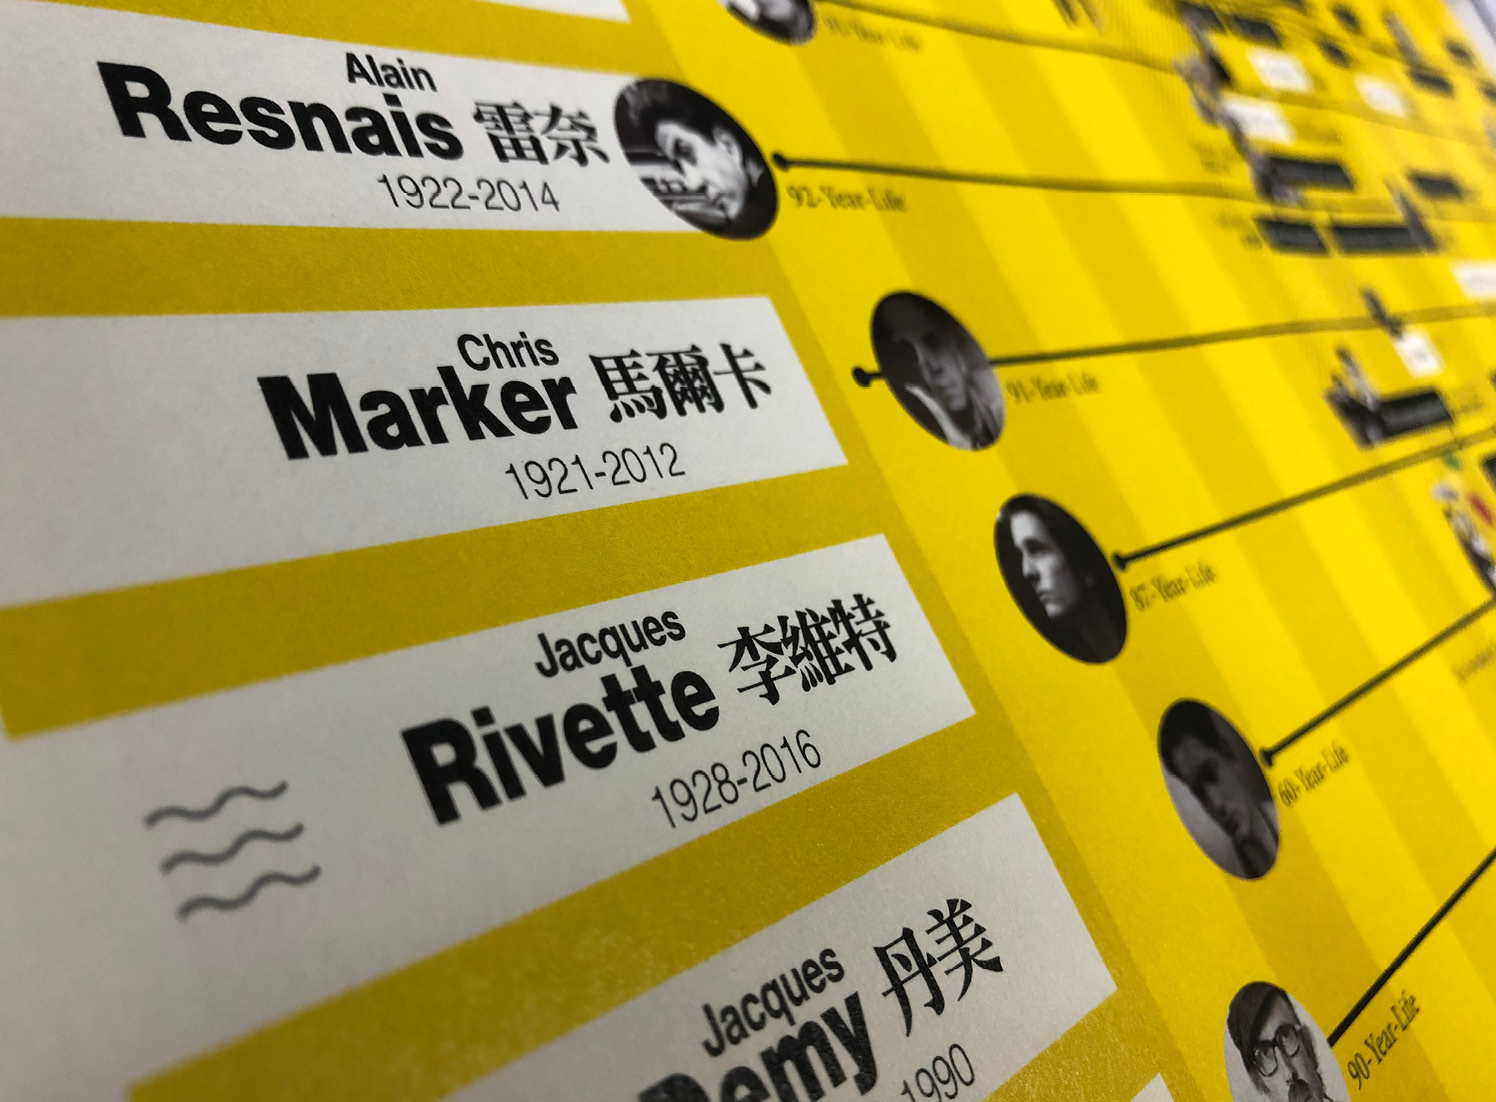 Alain
Resnais 雷奈
1922-2014
92-Year-Life
Chris
Marker 馬爾卡
1921-2012
91-Year-Life
Jacques
Rivette 李維特
1928-2016
87-Year-Life
60-Year-Life
Jacques
Demy 丹美
1990
90-Year-Life